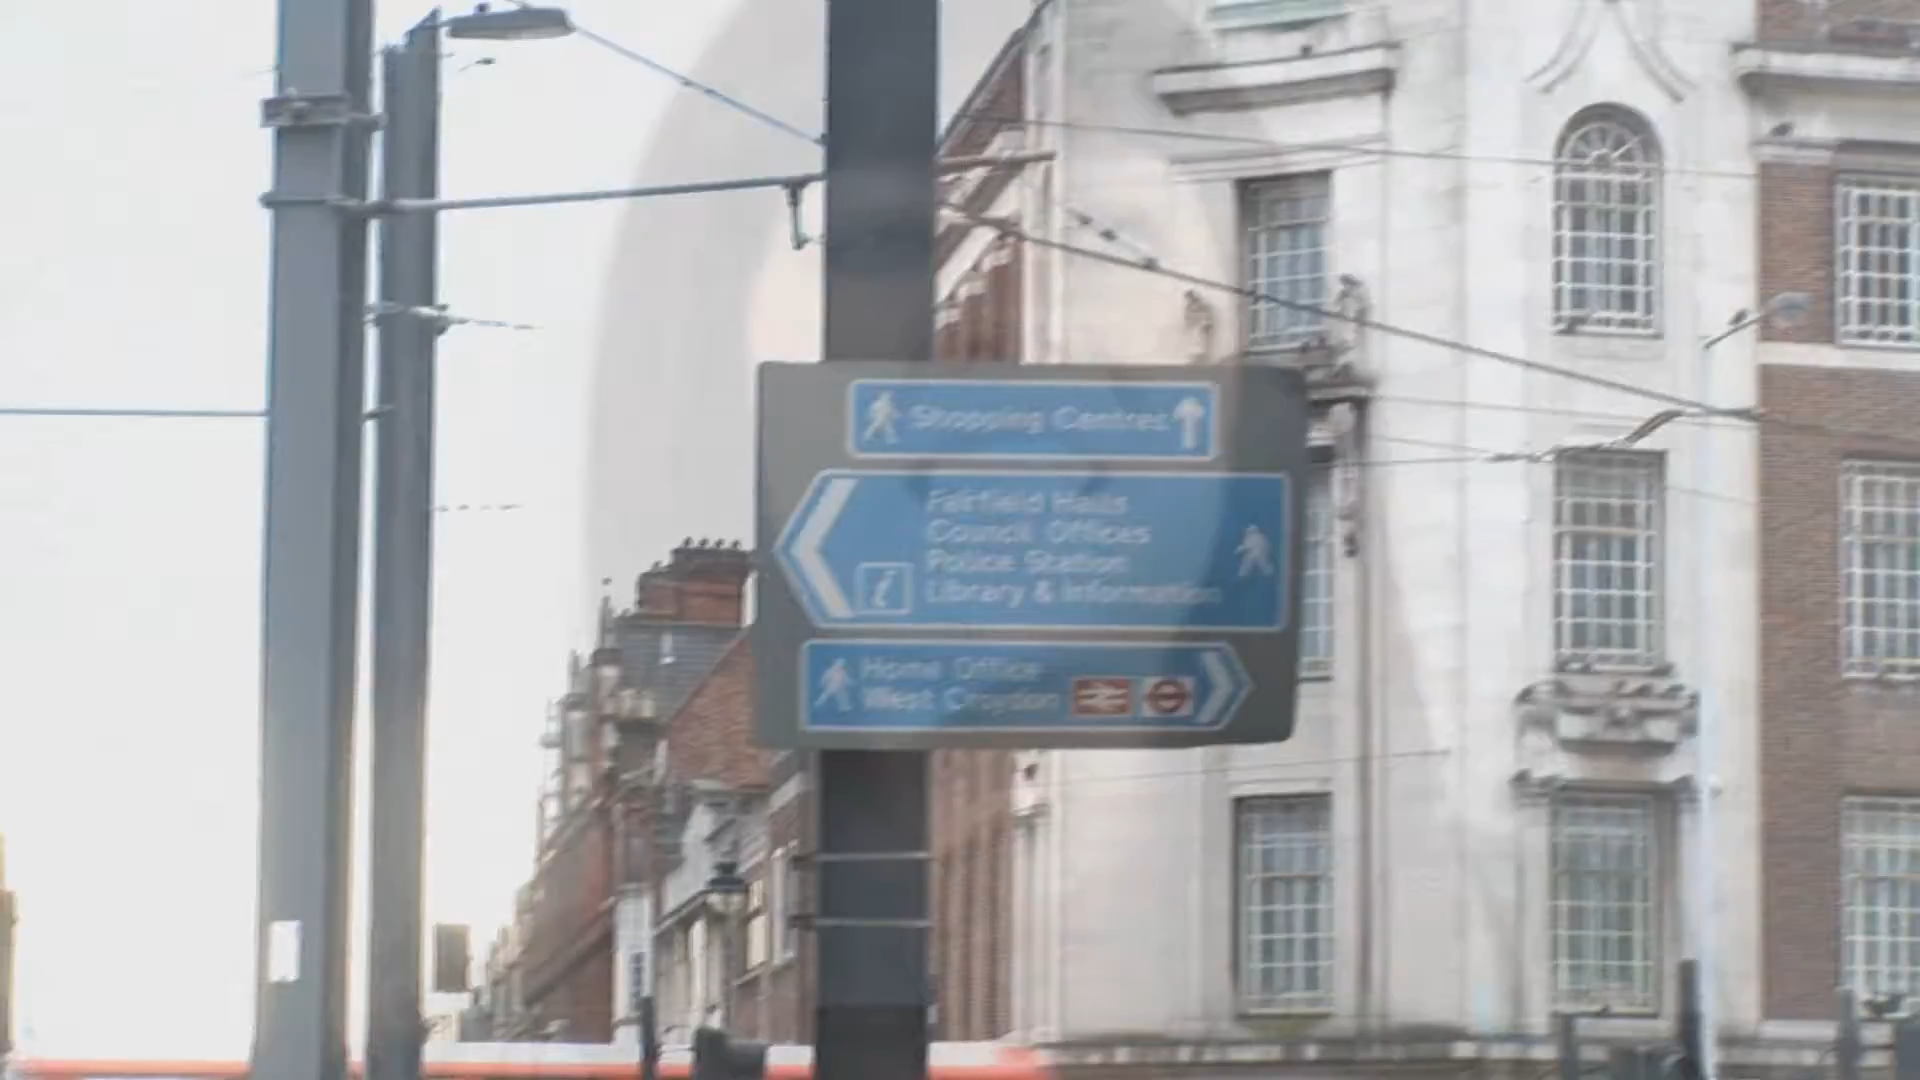 Shopping Centres
Fairfield Halls
Council Offices
Police Station
i Library & Information
Home Office
West Croydon